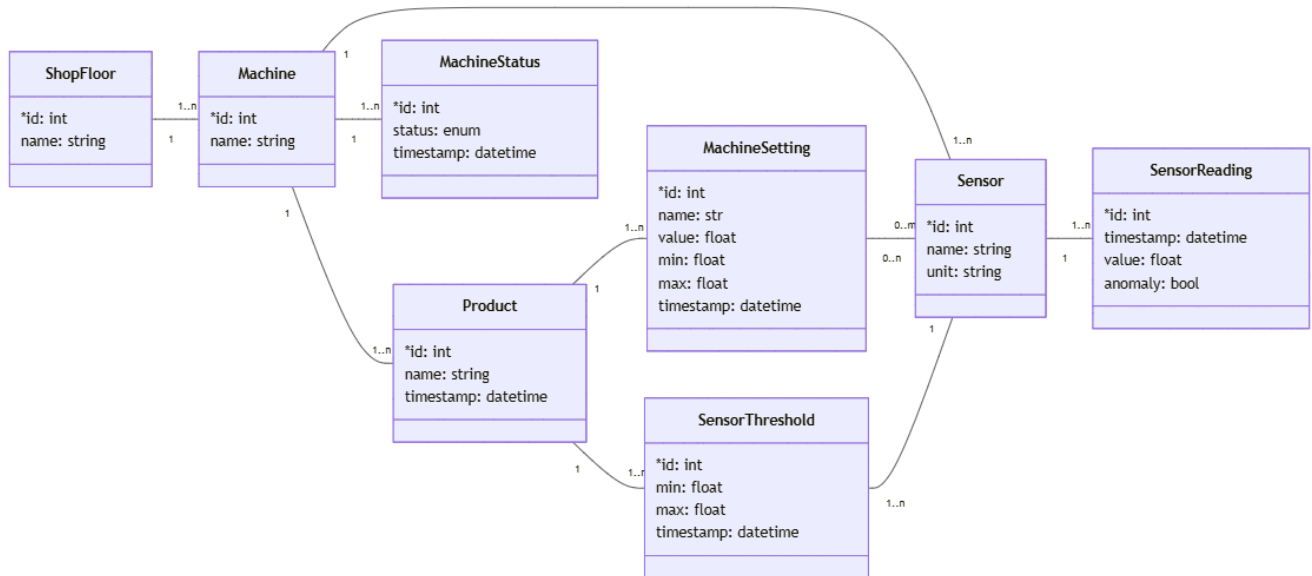 ShopFloor
*id: int
name: string
1
1..n
Machine
*id: int
name: string
1
1..n
1
1..n
MachineStatus
*id: int
status: enum
timestamp: datetime
1
1..n
Product
*id: int
name: string
timestamp: datetime
1
1..n
MachineSetting
*id: int
name: str
value: float
min: float
max: float
timestamp: datetime
0..n
0..m
1
1..n
SensorThreshold
*id: int
min: float
max: float
timestamp: datetime
1..n
1
Sensor
*id: int
name: string
unit: string
1
1..n
SensorReading
*id: int
timestamp: datetime
value: float
anomaly: bool